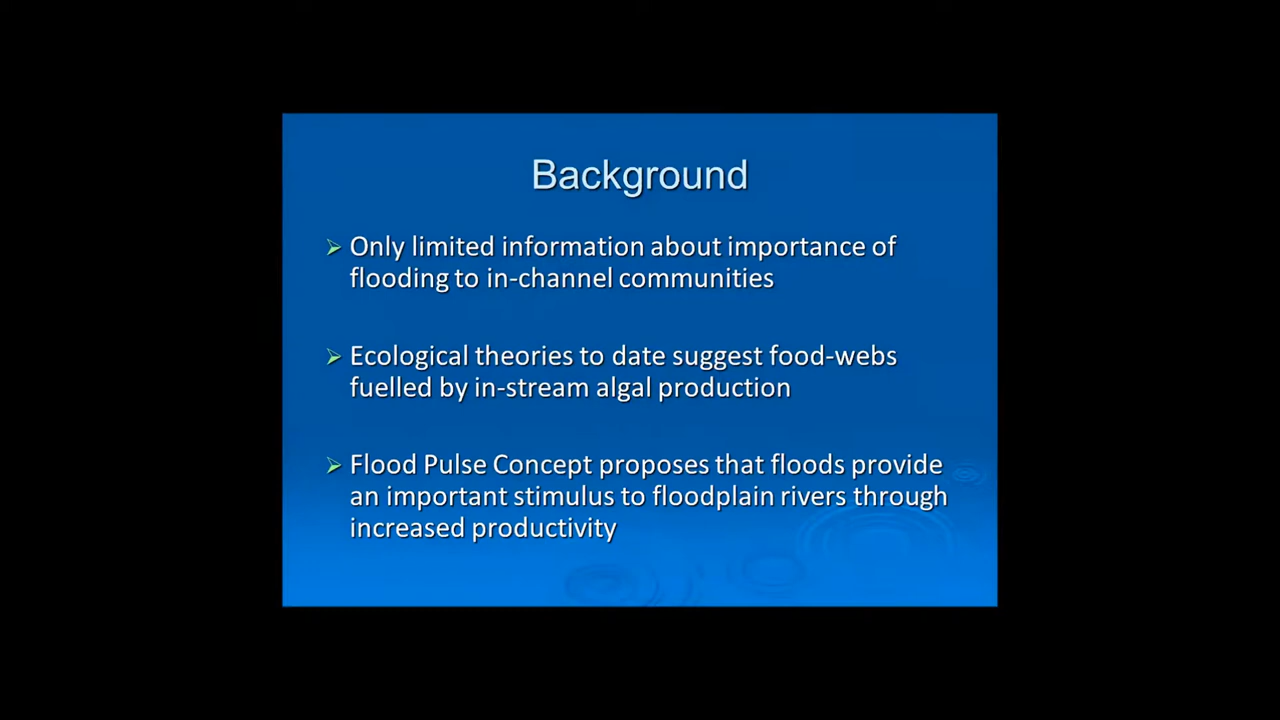 Background
Only limited information about importance of
flooding to in-channel communities
Ecological theories to date suggest food-webs
fuelled by in-stream algal production
Flood Pulse Concept proposes that floods provide
an important stimulus to floodplain rivers through
increased productivity